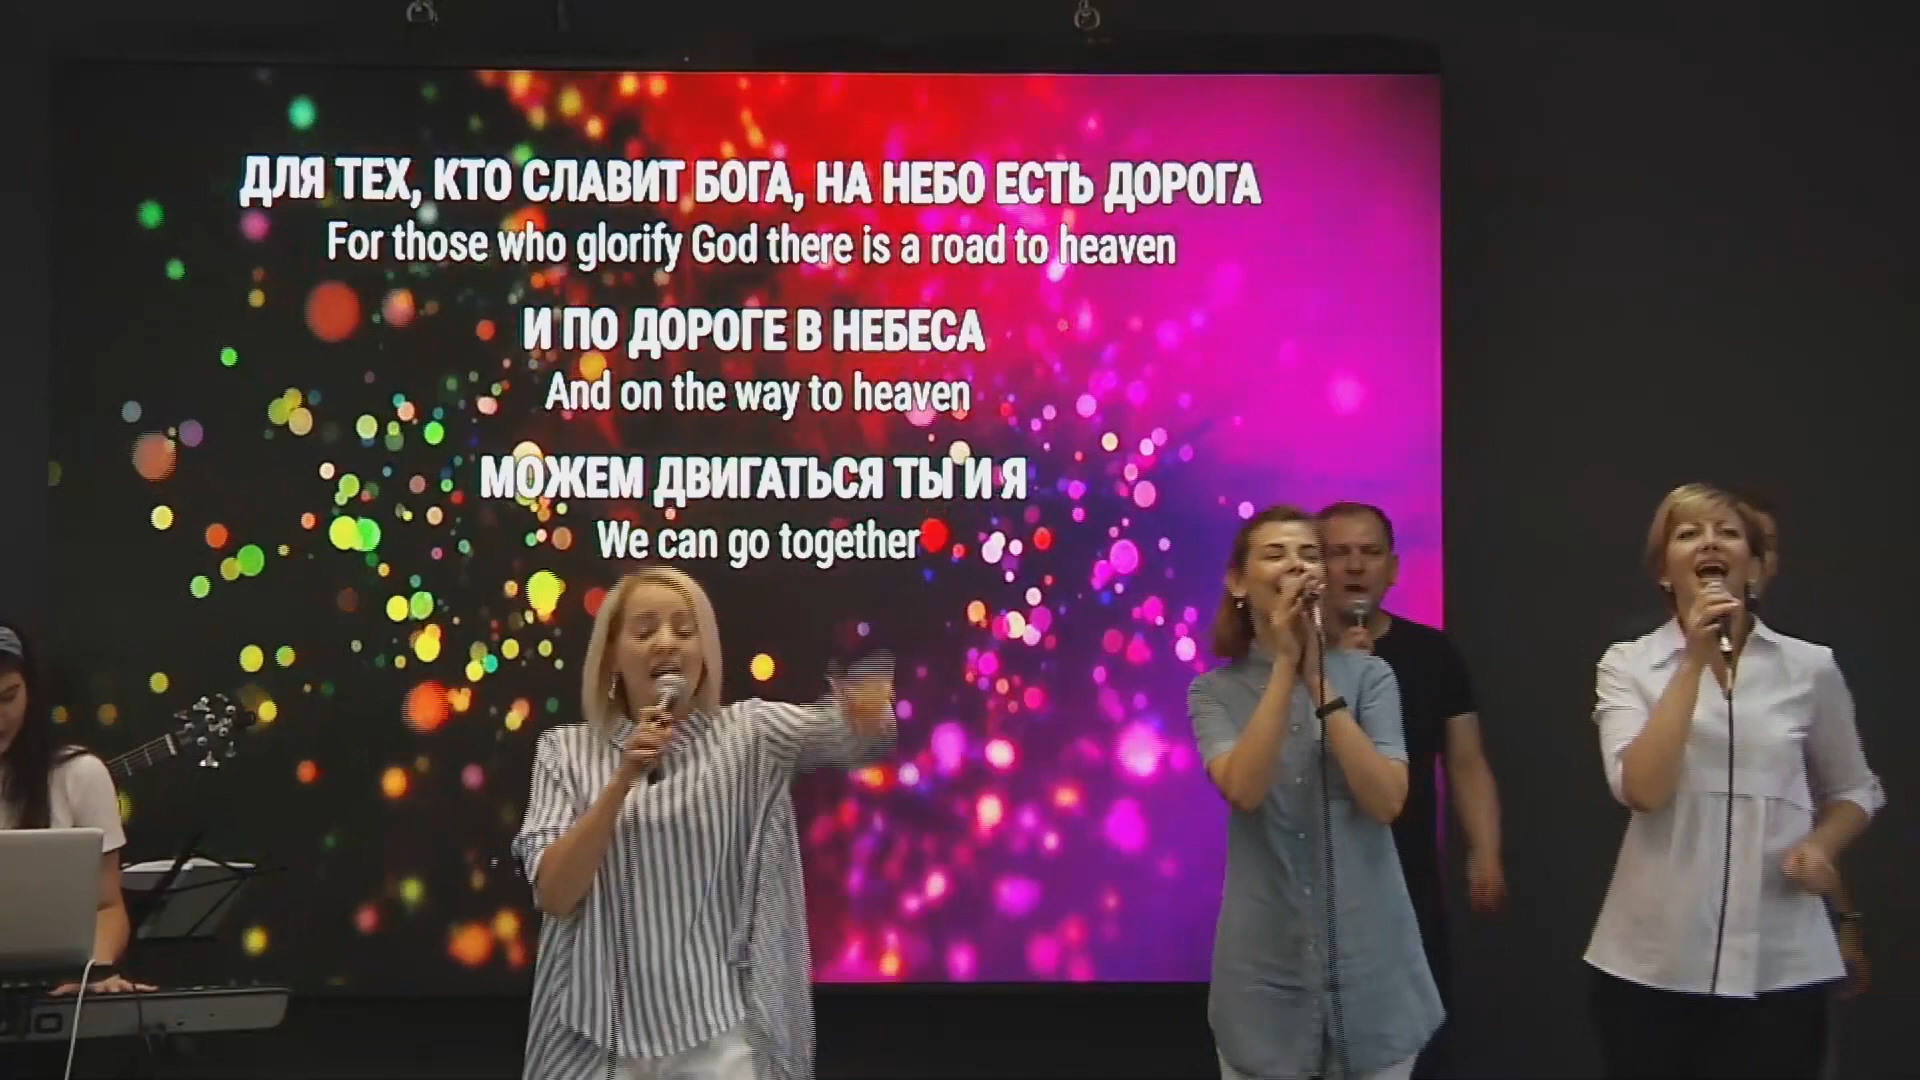 ДЛЯ ТЕХ, КТО СЛАВИТ БОГА, НА НЕБО ЕСТЬ ДОРОГА
For those who glorify God there is a road to heaven
И ПО ДОРОГЕ В НЕБЕСА
And on the way to heaven
МОЖЕМ ДВИГАТЬСЯ ТЫ И Я
We can go together